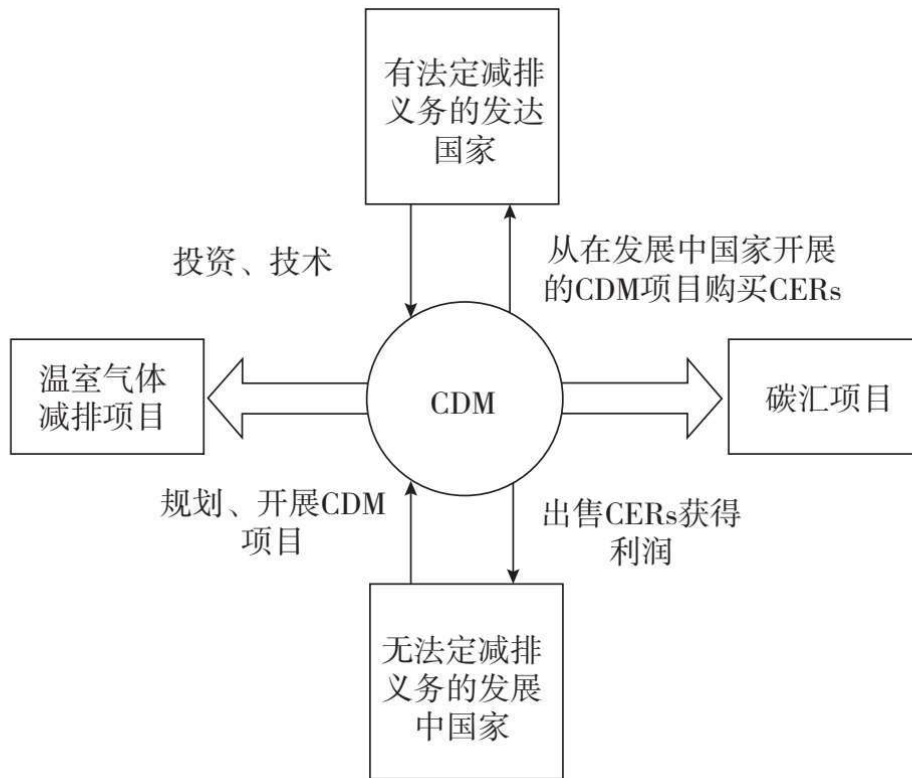 有法定减排
义务的发达
国家
投资、技术
从在发展中国家开展
的CDM项目购买CERs
温室气体
减排项目
CDM
碳汇项目
规划、开展CDM
项目
出售CERs获得
利润
无法定减排
义务的发展
中国家